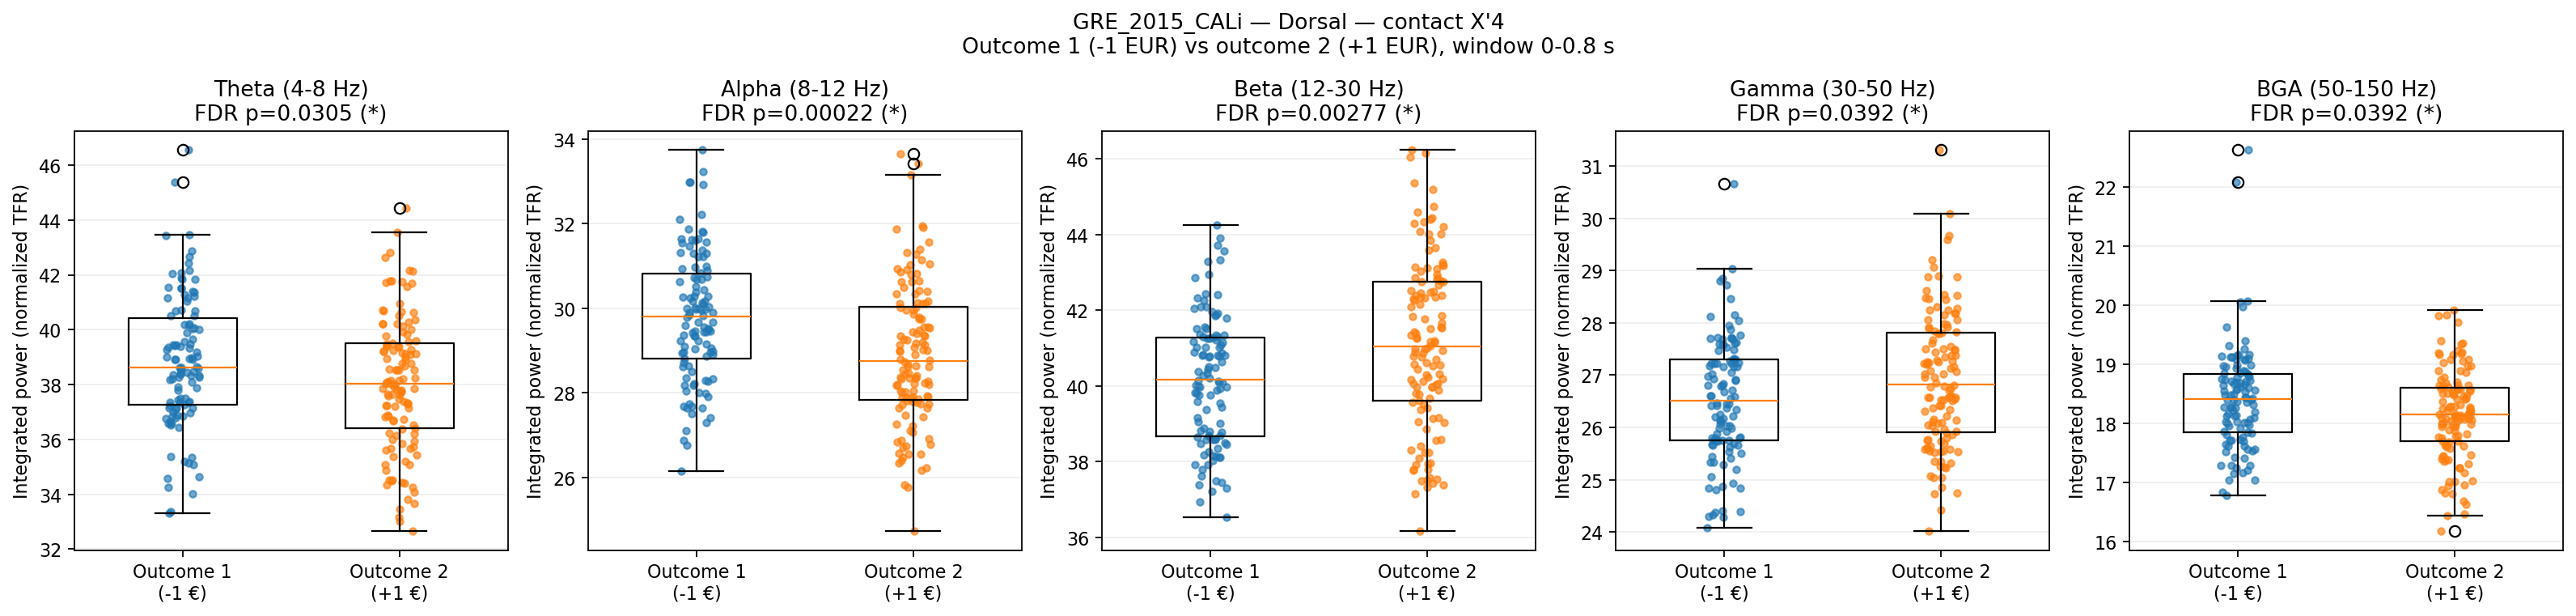 GRE_2015_CALi — Dorsal — contact X'4
Outcome 1 (-1 EUR) vs outcome 2 (+1 EUR), window 0-0.8 s
Theta (4-8 Hz)
FDR p=0.0305 (*)
Integrated power (normalized TFR)
46
44
42
40
38
36
34
32
Outcome 1
(-1 €)
Outcome 2
(+1 €)
Alpha (8-12 Hz)
FDR p=0.00022 (*)
Integrated power (normalized TFR)
34
32
30
28
26
Outcome 1
(-1 €)
Outcome 2
(+1 €)
Beta (12-30 Hz)
FDR p=0.00277 (*)
Integrated power (normalized TFR)
46
44
42
40
38
36
Outcome 1
(-1 €)
Outcome 2
(+1 €)
Gamma (30-50 Hz)
FDR p=0.0392 (*)
Integrated power (normalized TFR)
31
30
29
28
27
26
25
24
Outcome 1
(-1 €)
Outcome 2
(+1 €)
BGA (50-150 Hz)
FDR p=0.0392 (*)
Integrated power (normalized TFR)
22
21
20
19
18
17
16
Outcome 1
(-1 €)
Outcome 2
(+1 €)